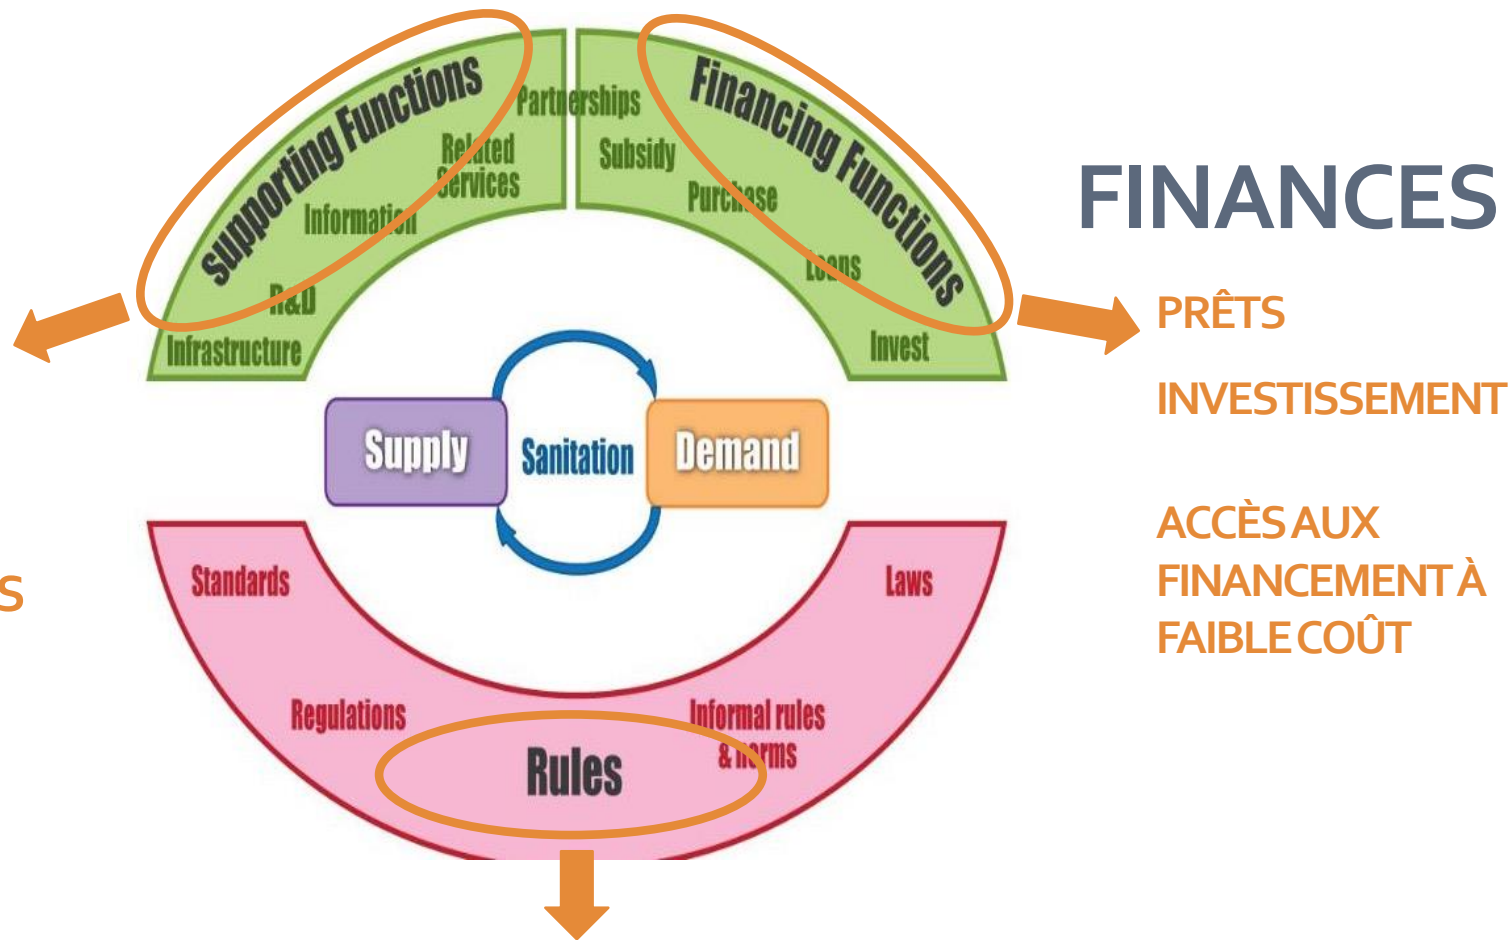 supporting Functions
Partnerships
Related
Services
Information
R&D
Infrastructure
Financing Functions
Subsidy
Purchase
Loans
Invest
Supply
Sanitation
Demand
Standards
Regulations
Rules
Informal rules
& norms
Laws
S
FINANCES
PRÊTS
INVESTISSEMENT
ACCÈS AUX
FINANCEMENT À
FAIBLE COÛT